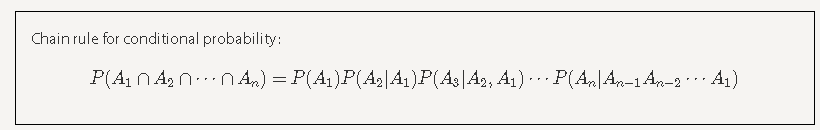 Chain rule for conditional probability:
P(A₁ ∩ A₂ ∩ ⋯ ∩ Aₙ) = P(A₁)P(A₂|A₁)P(A₃|A₂, A₁) ⋯ P(Aₙ|Aₙ₋₁Aₙ₋₂ ⋯ A₁)